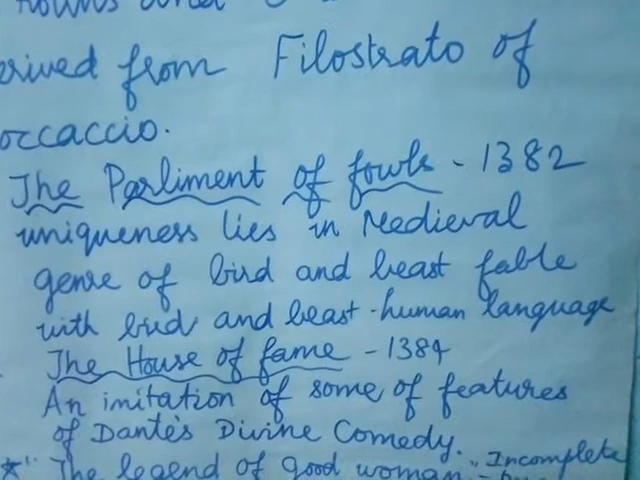 erived from Filostrato of
occaccio.
The Parliment of fowls - 1382
uniqueness lies in Medieval
genre of bird and beast fable
with bird and beast - human language
The House of fame - 1384
An imitation of some of features
of Dante's Divine Comedy.
* The legend of good woman - Incomplete